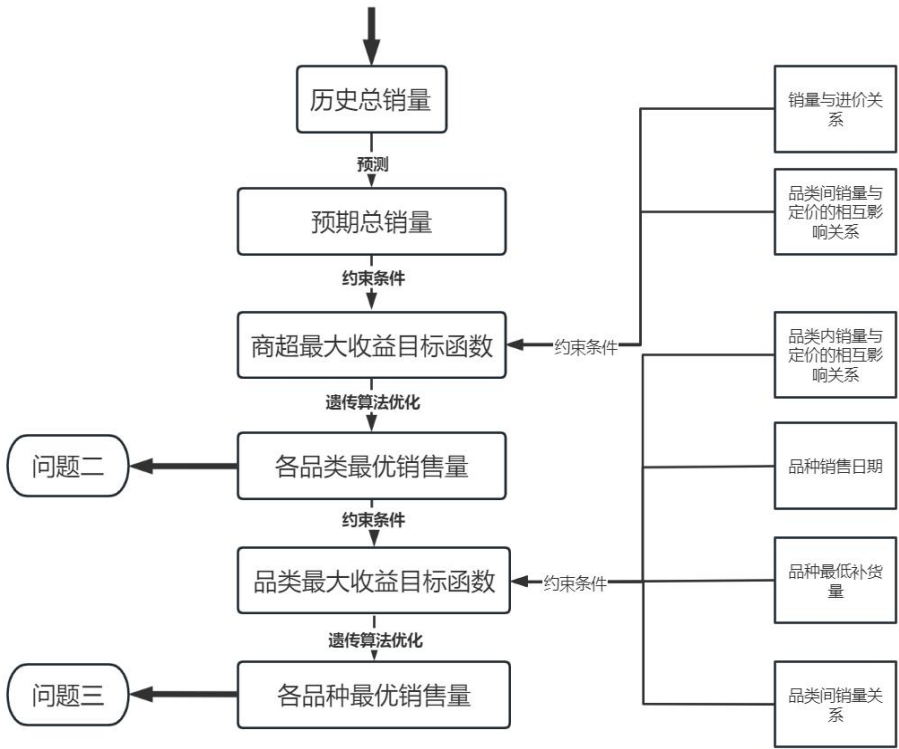 历史总销量
预测
预期总销量
约束条件
商超最大收益目标函数
遗传算法优化
各品类最优销售量
约束条件
品类最大收益目标函数
遗传算法优化
各品种最优销售量
问题二
问题三
约束条件
约束条件
销量与进价关
系
品类间销量与
定价的相互影
响关系
品类内销量与
定价的相互影
响关系
品种销售日期
品种最低补货
量
品类间销量关
系